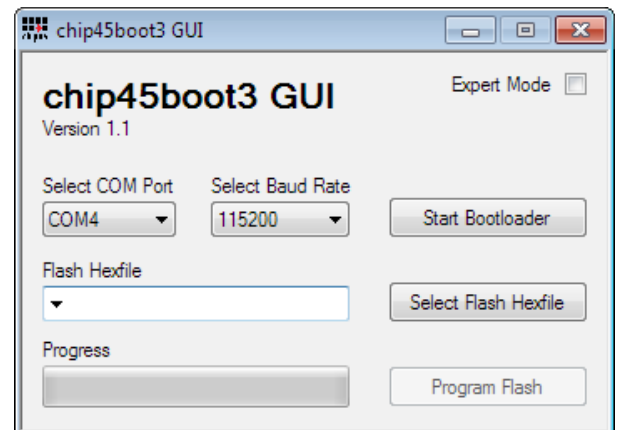 chip45boot3 GUI
chip45boot3 GUI
Expert Mode
Version 1.1
Select COM Port
Select Baud Rate
COM4
115200
Start Bootloader
Flash Hexfile
Select Flash Hexfile
Progress
Program Flash